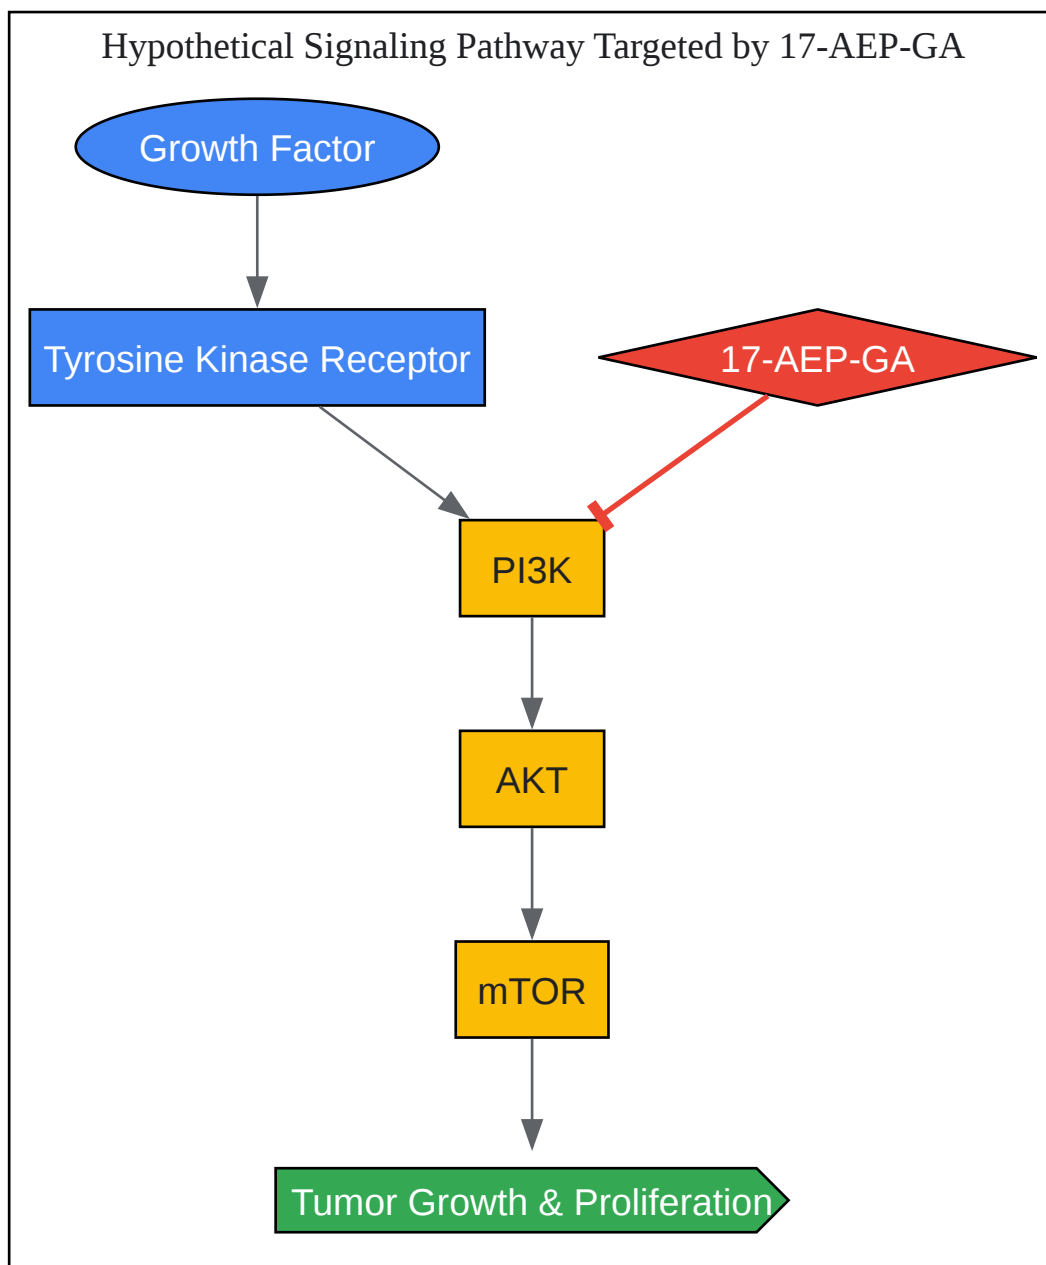 Hypothetical Signaling Pathway Targeted by 17-AEP-GA
Growth Factor
Tyrosine Kinase Receptor
17-AEP-GA
PI3K
AKT
mTOR
Tumor Growth & Proliferation